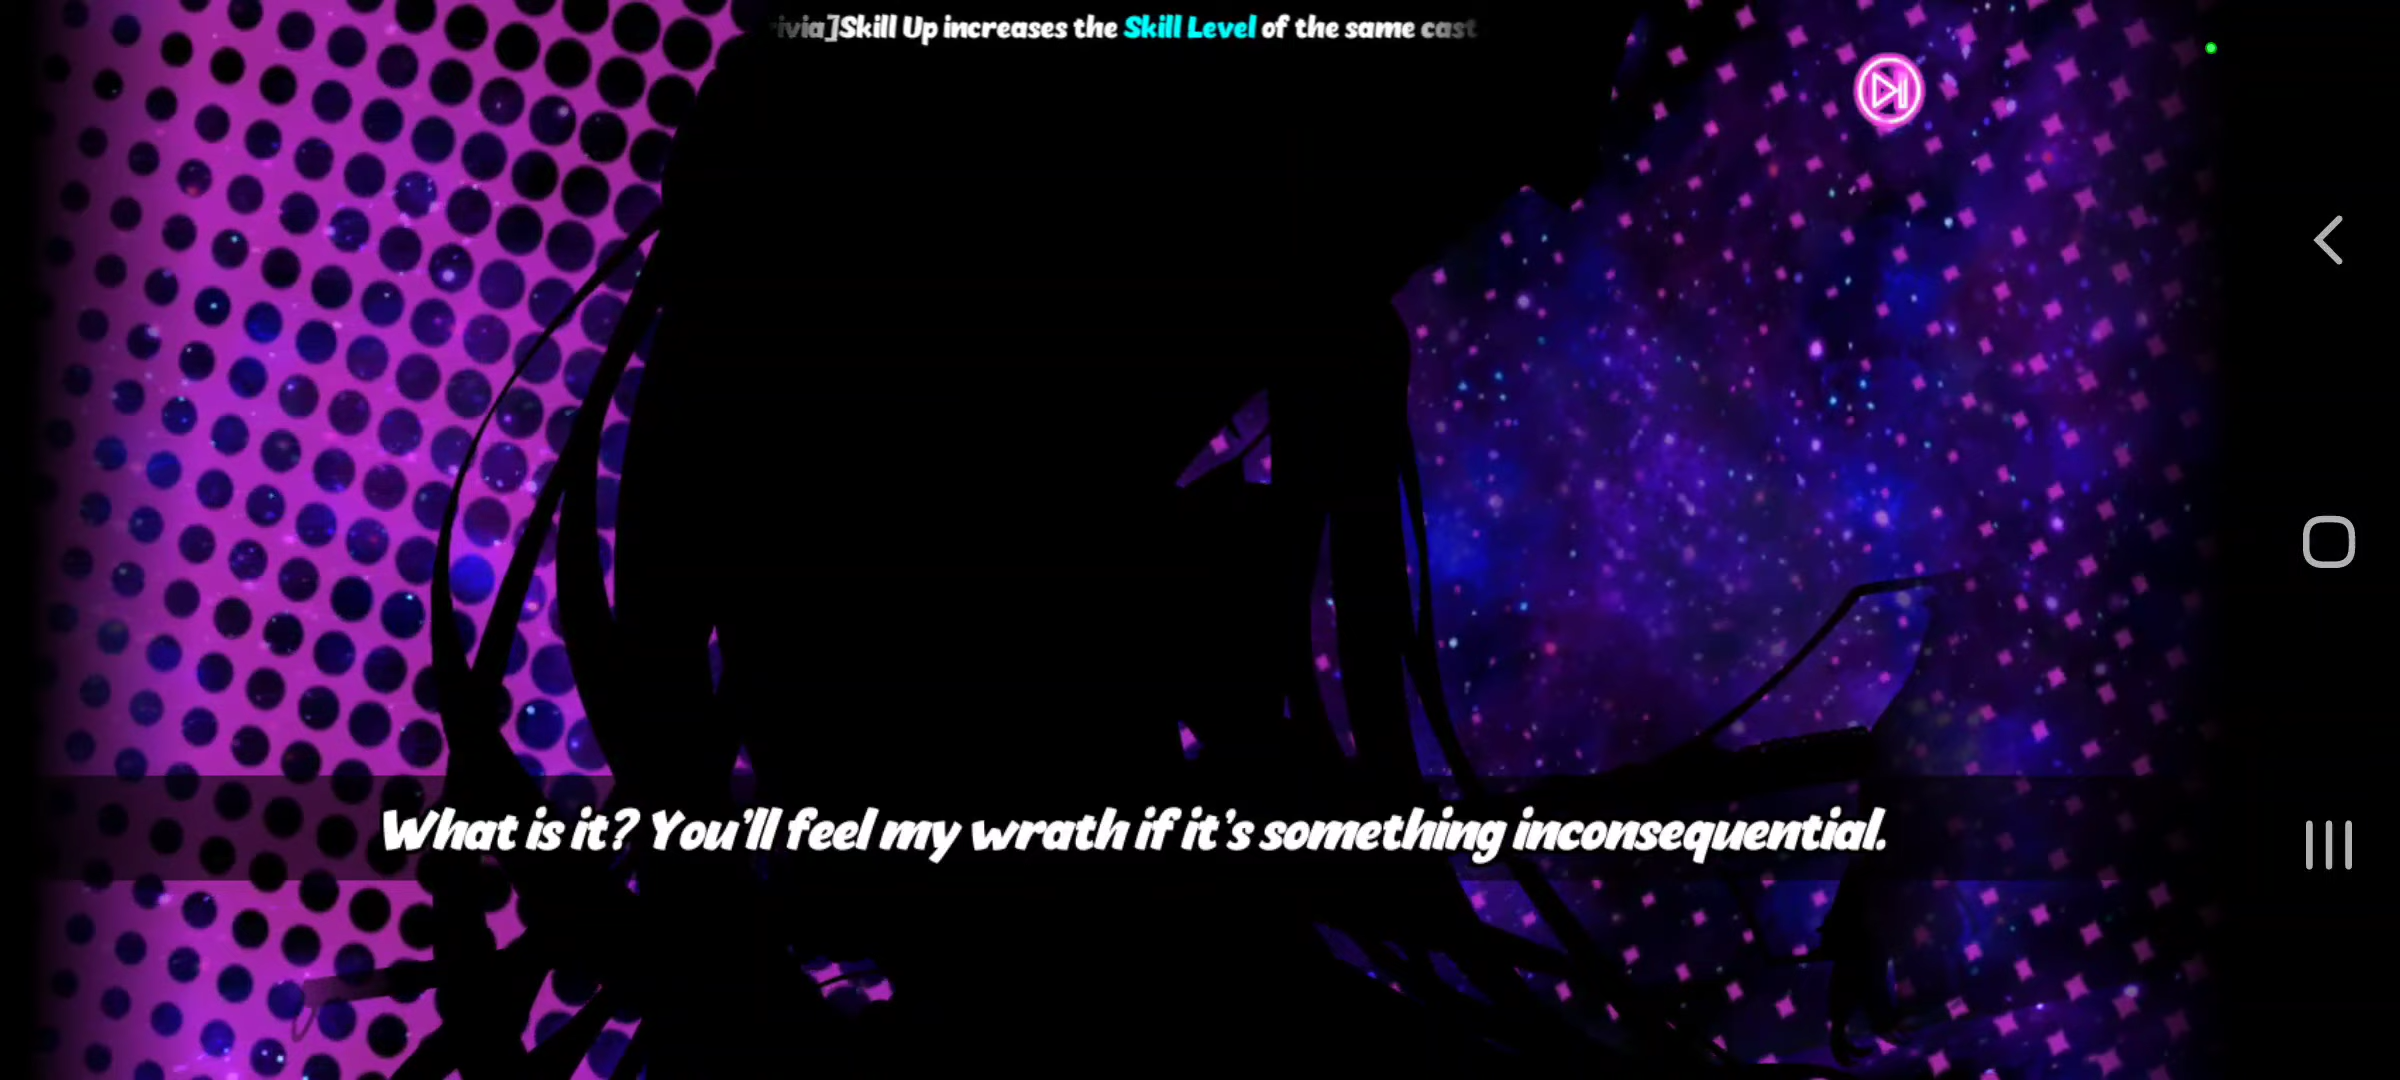 ivia]Skill Up increases the Skill Level of the same cast
What is it? You'll feel my wrath if it's something inconsequential.